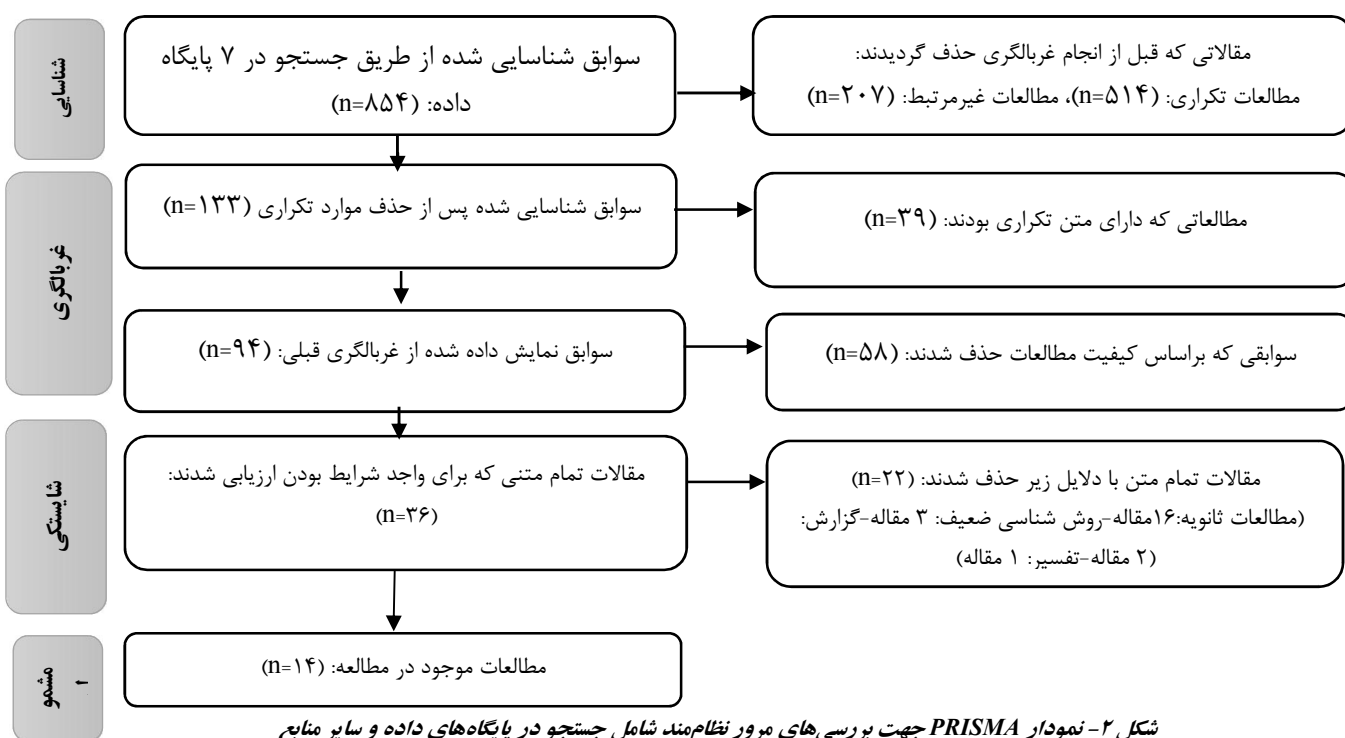 شناسایی
سوابق شناسایی شده از طریق جستجو در ۷ پایگاه
داده: (n=۸۵۴)
مقالاتی که قبل از انجام غربالگری حذف گردیدند:
مطالعات تکراری: (n=۵۱۴)، مطالعات غیرمرتبط: (n=۲۰۷)
غربالگری
سوابق شناسایی شده پس از حذف موارد تکراری (n=۱۳۳)
مطالعاتی که دارای متن تکراری بودند: (n=۳۹)
سوابق نمایش داده شده از غربالگری قبلی: (n=۹۴)
سوابقی که براساس کیفیت مطالعات حذف شدند: (n=۵۸)
شایستگی
مقالات تمام متنی که برای واجد شرایط بودن ارزیابی شدند:
(n=۳۶)
مقالات تمام متن با دلایل زیر حذف شدند: (n=۲۲)
(مطالعات ثانویه:۱۶مقاله-روش شناسی ضعیف: ۳ مقاله-گزارش:
۲ مقاله-تفسیر: ۱ مقاله)
مشمو
مطالعات موجود در مطالعه: (n=۱۴)
شکل ۲- نمودار PRISMA جهت بررسی‌های مرور نظام‌مند شامل جستجو در پایگاه‌های داده و سایر منابع